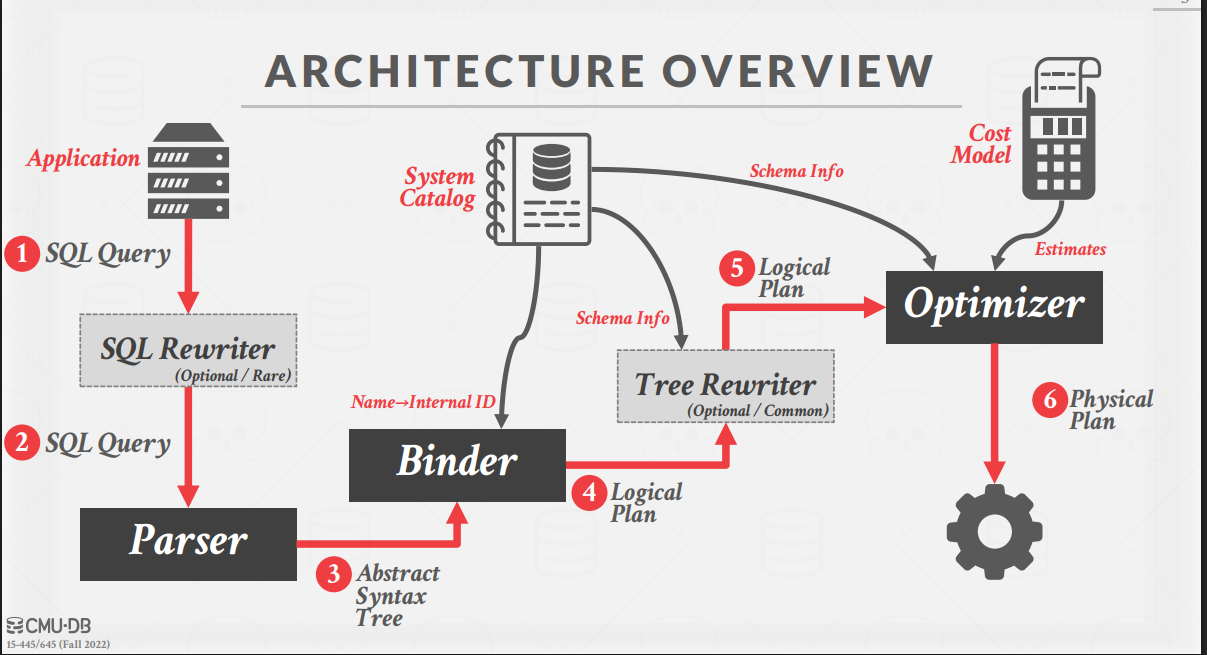 ARCHITECTURE OVERVIEW
Application
1 SQL Query
SQL Rewriter
(Optional / Rare)
2 SQL Query
Parser
3 Abstract
Syntax
Tree
System
Catalog
Name→Internal ID
Binder
4 Logical
Plan
Schema Info
Tree Rewriter
(Optional / Common)
5 Logical
Plan
Schema Info
Cost
Model
Estimates
Optimizer
6 Physical
Plan
CMU·DB
15-445/645 (Fall 2022)